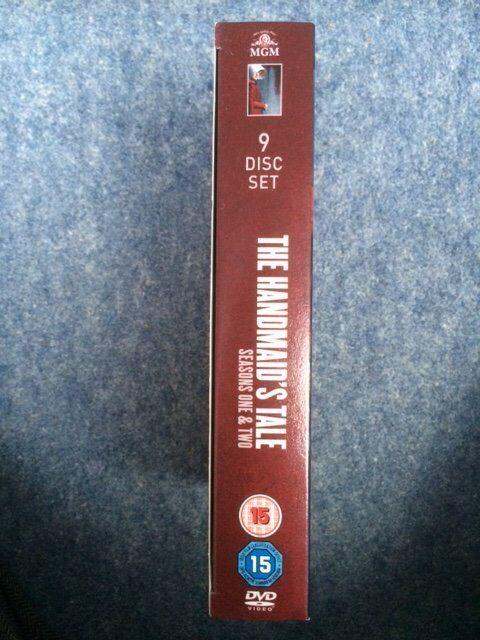 MGM
9
DISC
SET
THE HANDMAID'S TALE
SEASONS ONE & TWO
15
15
DVD
VIDEO